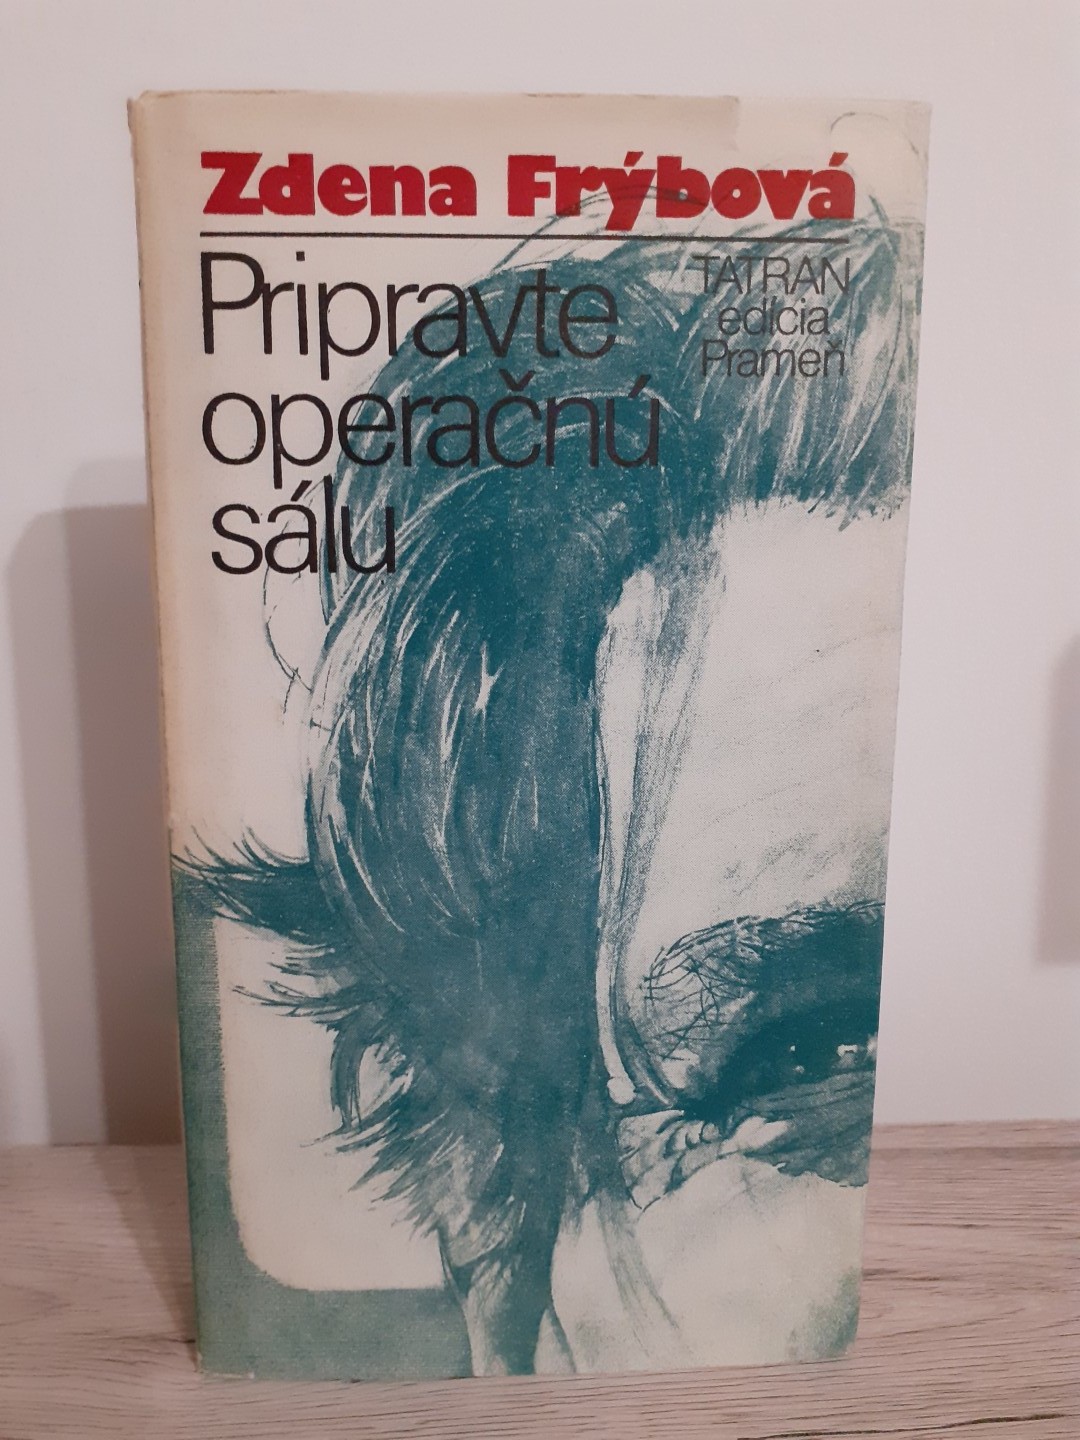 Zdena Frýbová
Pripravte
operačnú
sálu
TATRAN
edícia
Prameň